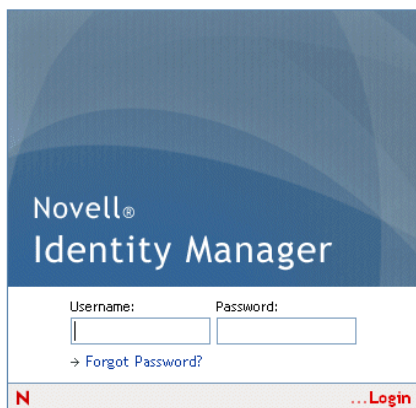 Novell®
Identity Manager
Username: Password:
→ Forgot Password?
N ...Login